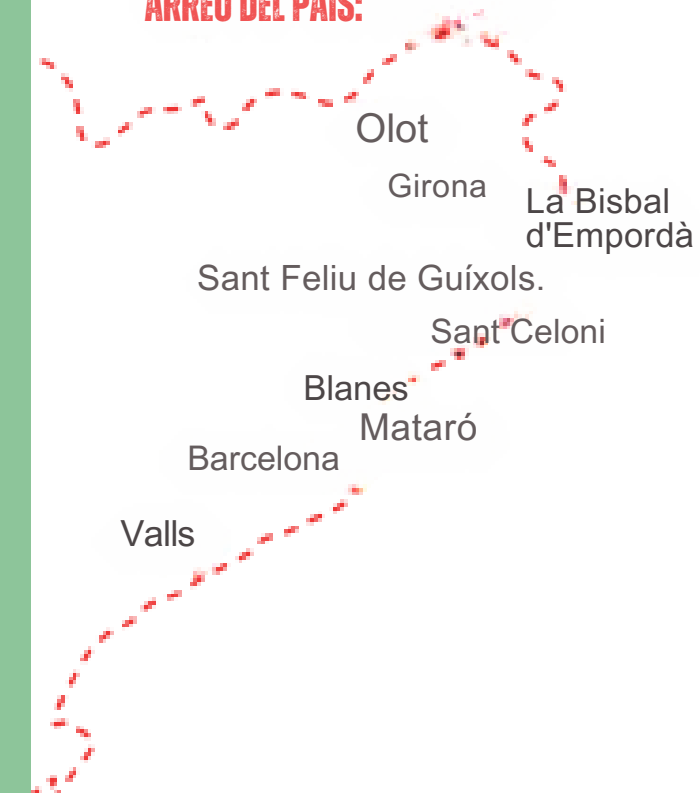 ARREU DEL PAÍS:
Olot
Girona
La Bisbal
d'Empordà
Sant Feliu de Guíxols.
Sant Celoni
Blanes
Mataró
Barcelona
Valls